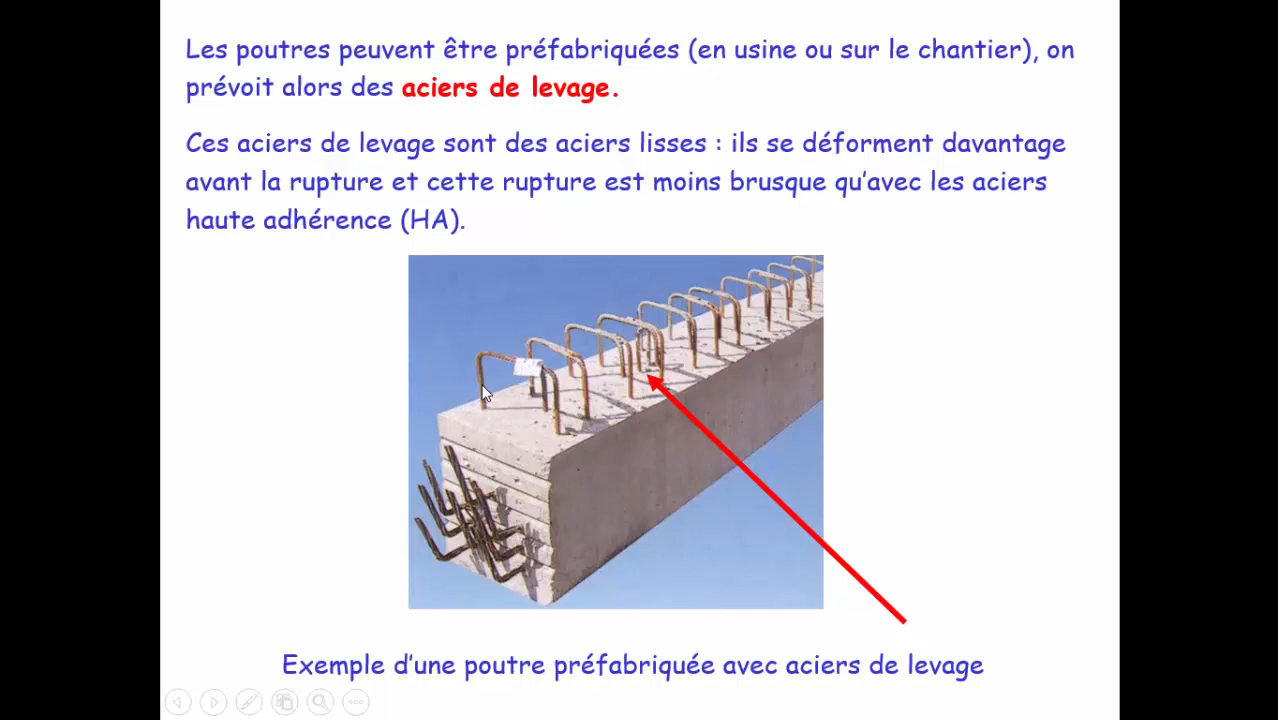 Les poutres peuvent être préfabriquées (en usine ou sur le chantier), on
prévoit alors des aciers de levage.
Ces aciers de levage sont des aciers lisses : ils se déforment davantage
avant la rupture et cette rupture est moins brusque qu’avec les aciers
haute adhérence (HA).
Exemple d’une poutre préfabriquée avec aciers de levage